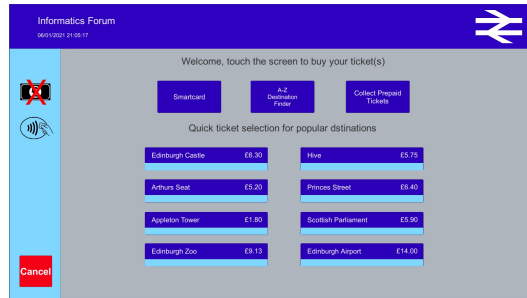 Informatics Forum
06/01/2021 21:05:17
Welcome, touch the screen to buy your ticket(s)
Smartcard
A-Z
Destination
Finder
Collect Prepaid
Tickets
Quick ticket selection for popular dstinations
Edinburgh Castle £6.30
Hive £5.75
Arthurs Seat £5.20
Princes Street £6.40
Appleton Tower £1.80
Scottish Parliament £5.90
Edinburgh Zoo £9.13
Edinburgh Airport £14.00
Cancel